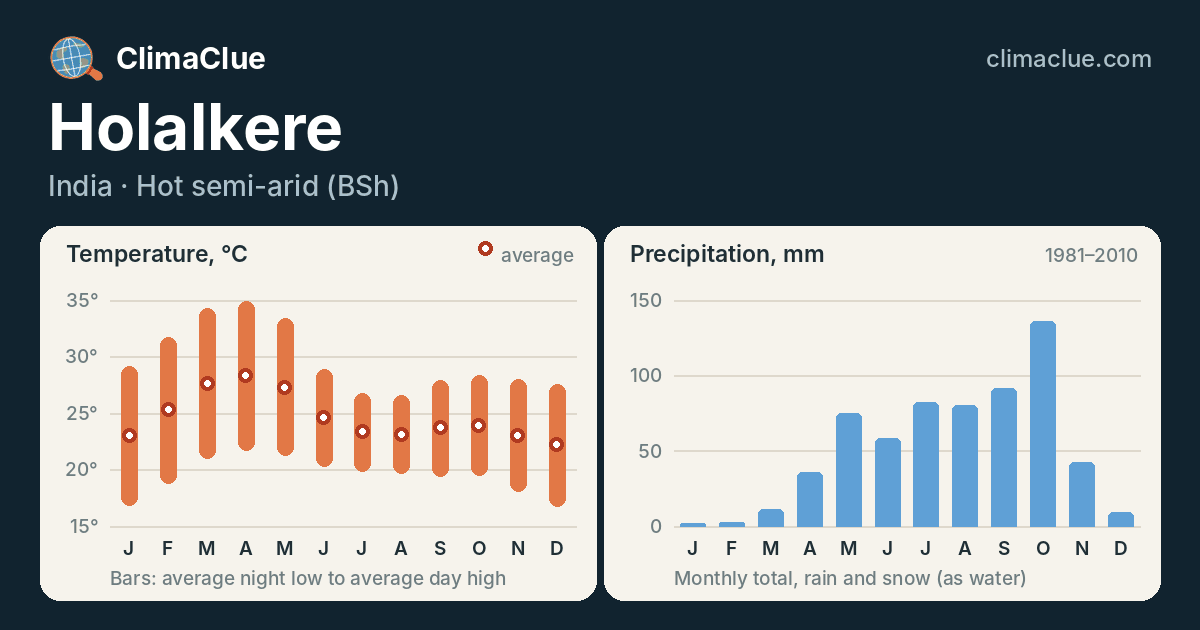 ClimaClue
climaclue.com
Holalkere
India · Hot semi-arid (BSh)
Temperature, °C
average
35°
30°
25°
20°
15°
J F M A M J J A S O N D
Bars: average night low to average day high
Precipitation, mm
1981–2010
150
100
50
0
J F M A M J J A S O N D
Monthly total, rain and snow (as water)